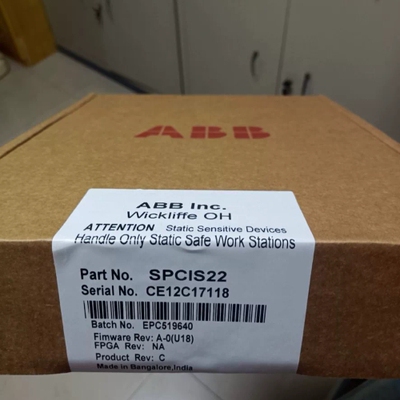 ABB
ABB Inc.
Wickliffe OH
ATTENTION Static Sensitive Devices
Handle Only Static Safe Work Stations
Part No. SPCIS22
Serial No. CE12C17118
Batch No. EPC519640
Fimware Rev: A-0(U18)
FPGA Rev: NA
Product Rev: C
Made in Bangalore,India